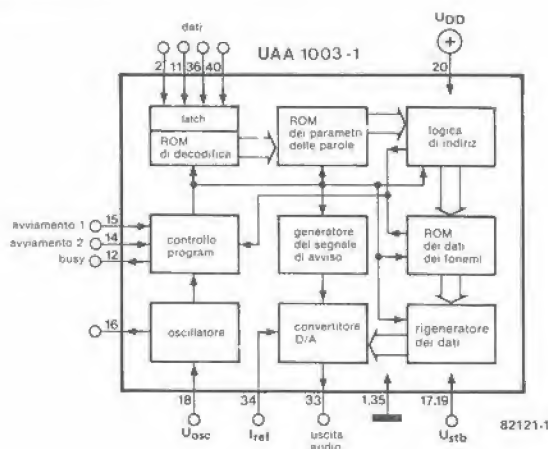 dati
UAA 1003-1
UDD
2 11 36 40
20
latch
ROM
di decodifica
ROM
dei parametri
delle parole
logica
di indiriz
avviamento 1 15
avviamento 2 14
busy 12
controllo
program
generatore
del segnale
di avviso
ROM
dei dati
dei fonemi
16
oscillatore
convertitore
D/A
rigeneratore
dei dati
18
34
33
1,35
17,19
Uosc
Iref
uscita
audio
Ustb
82121-1